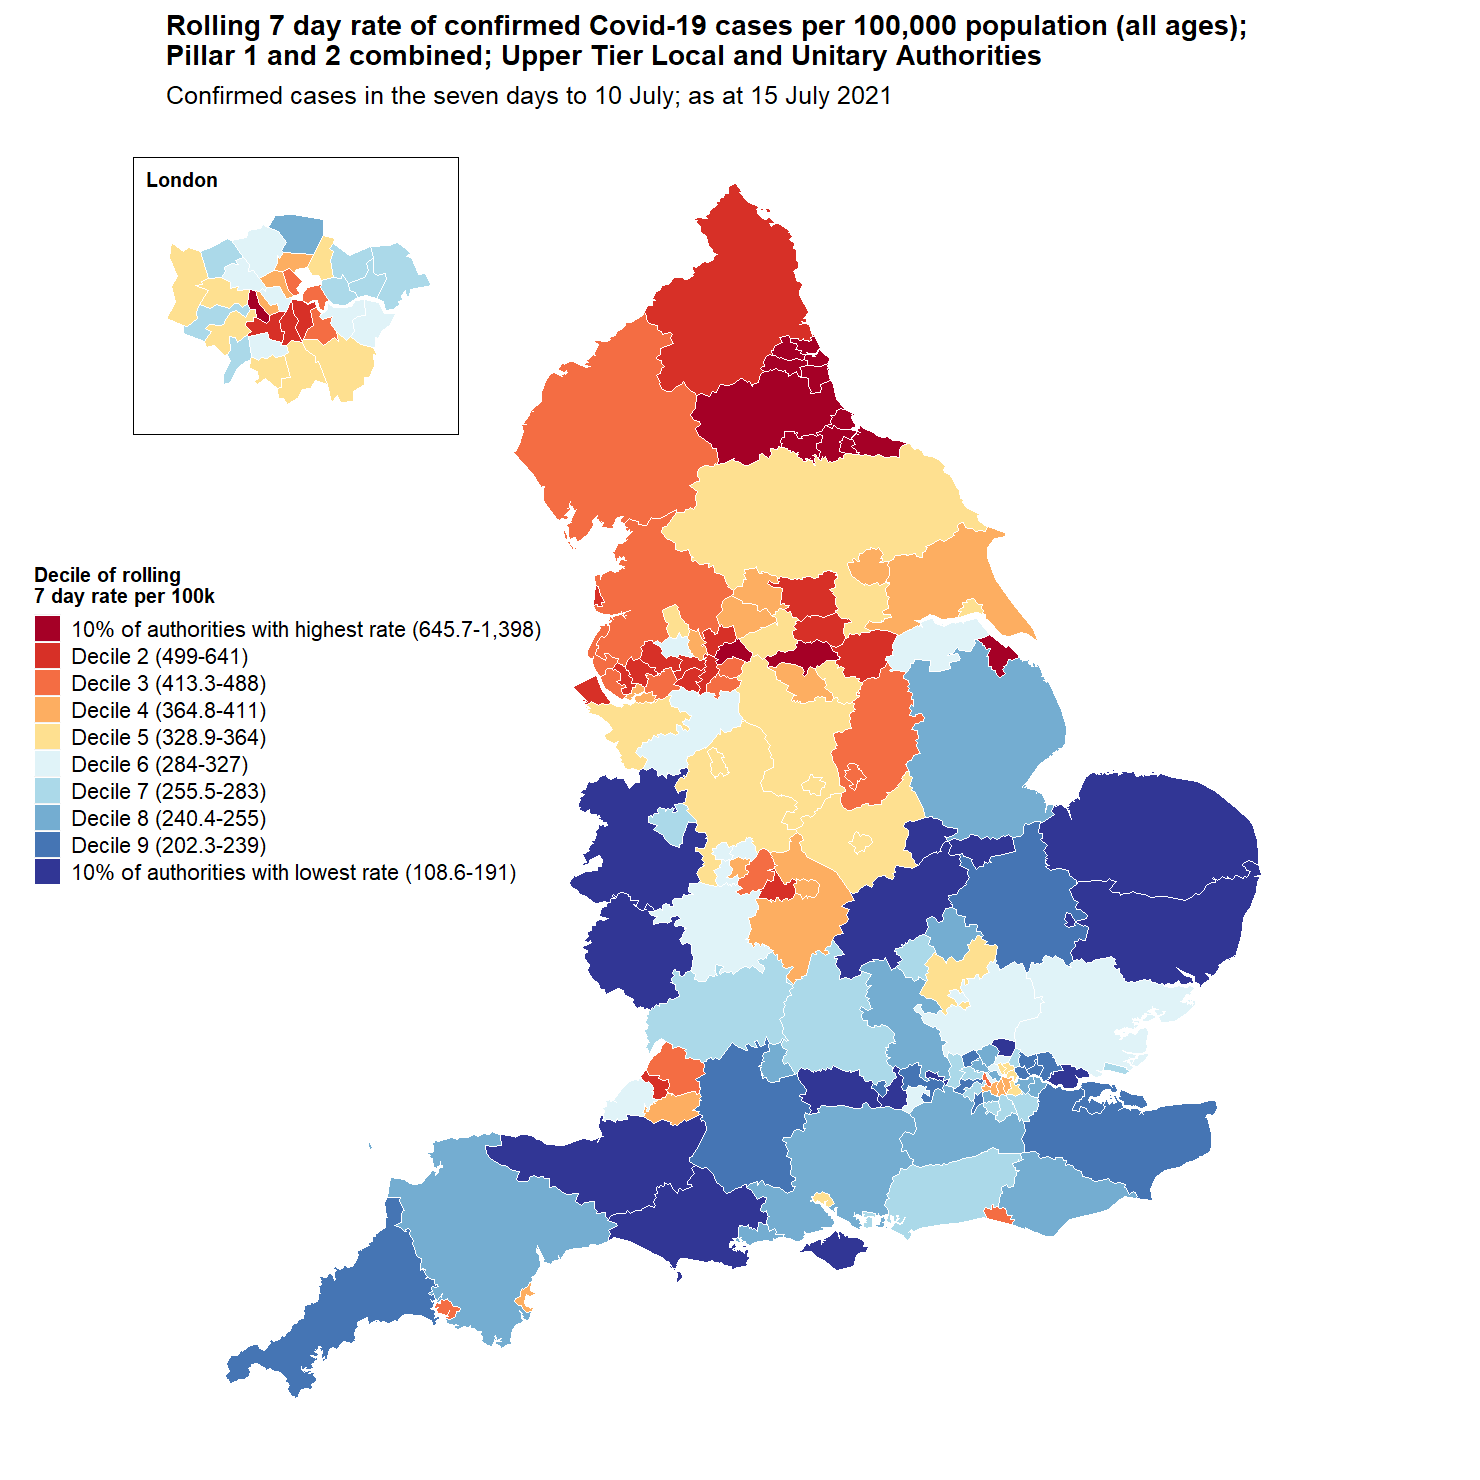 Rolling 7 day rate of confirmed Covid-19 cases per 100,000 population (all ages);
Pillar 1 and 2 combined; Upper Tier Local and Unitary Authorities
Confirmed cases in the seven days to 10 July; as at 15 July 2021
London
Decile of rolling
7 day rate per 100k
10% of authorities with highest rate (645.7-1,398)
Decile 2 (499-641)
Decile 3 (413.3-488)
Decile 4 (364.8-411)
Decile 5 (328.9-364)
Decile 6 (284-327)
Decile 7 (255.5-283)
Decile 8 (240.4-255)
Decile 9 (202.3-239)
10% of authorities with lowest rate (108.6-191)